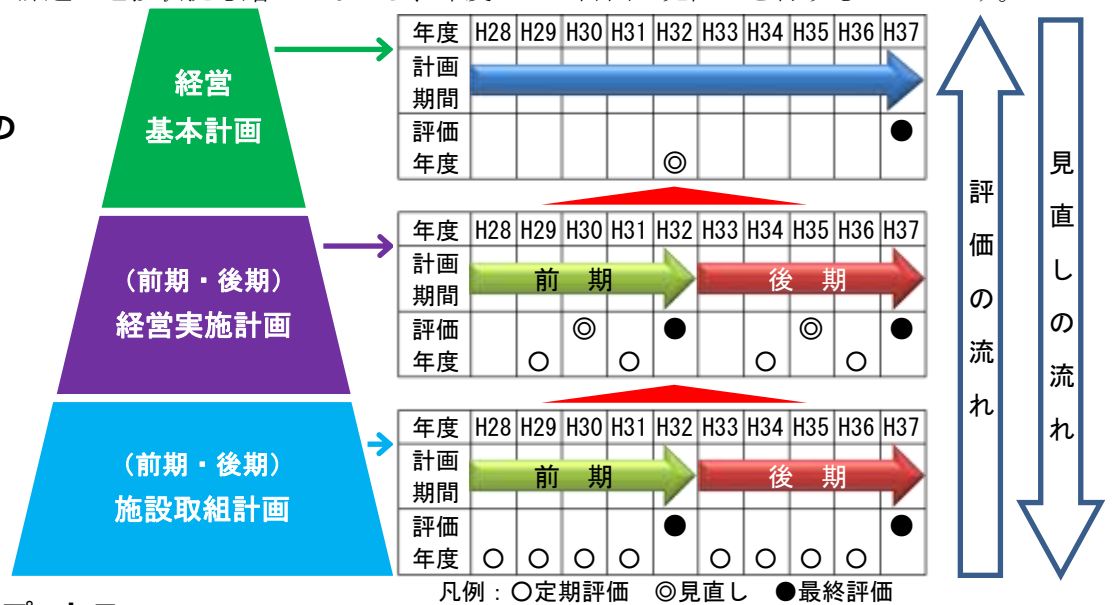 経営
基本計画
の
年度 H28 H29 H30 H31 H32 H33 H34 H35 H36 H37
計画
期間
評価 ●
年度 ◎
(前期・後期)
経営実施計画
年度 H28 H29 H30 H31 H32 H33 H34 H35 H36 H37
計画
期間
前 期 後 期
評価 ◎ ● ◎ ●
年度 ○ ○ ○ ○
(前期・後期)
施設取組計画
年度 H28 H29 H30 H31 H32 H33 H34 H35 H36 H37
計画
期間
前 期 後 期
評価 ● ●
年度 ○ ○ ○ ○ ○ ○ ○ ○
評価の流れ
見直しの流れ
凡例:○定期評価 ◎見直し ●最終評価